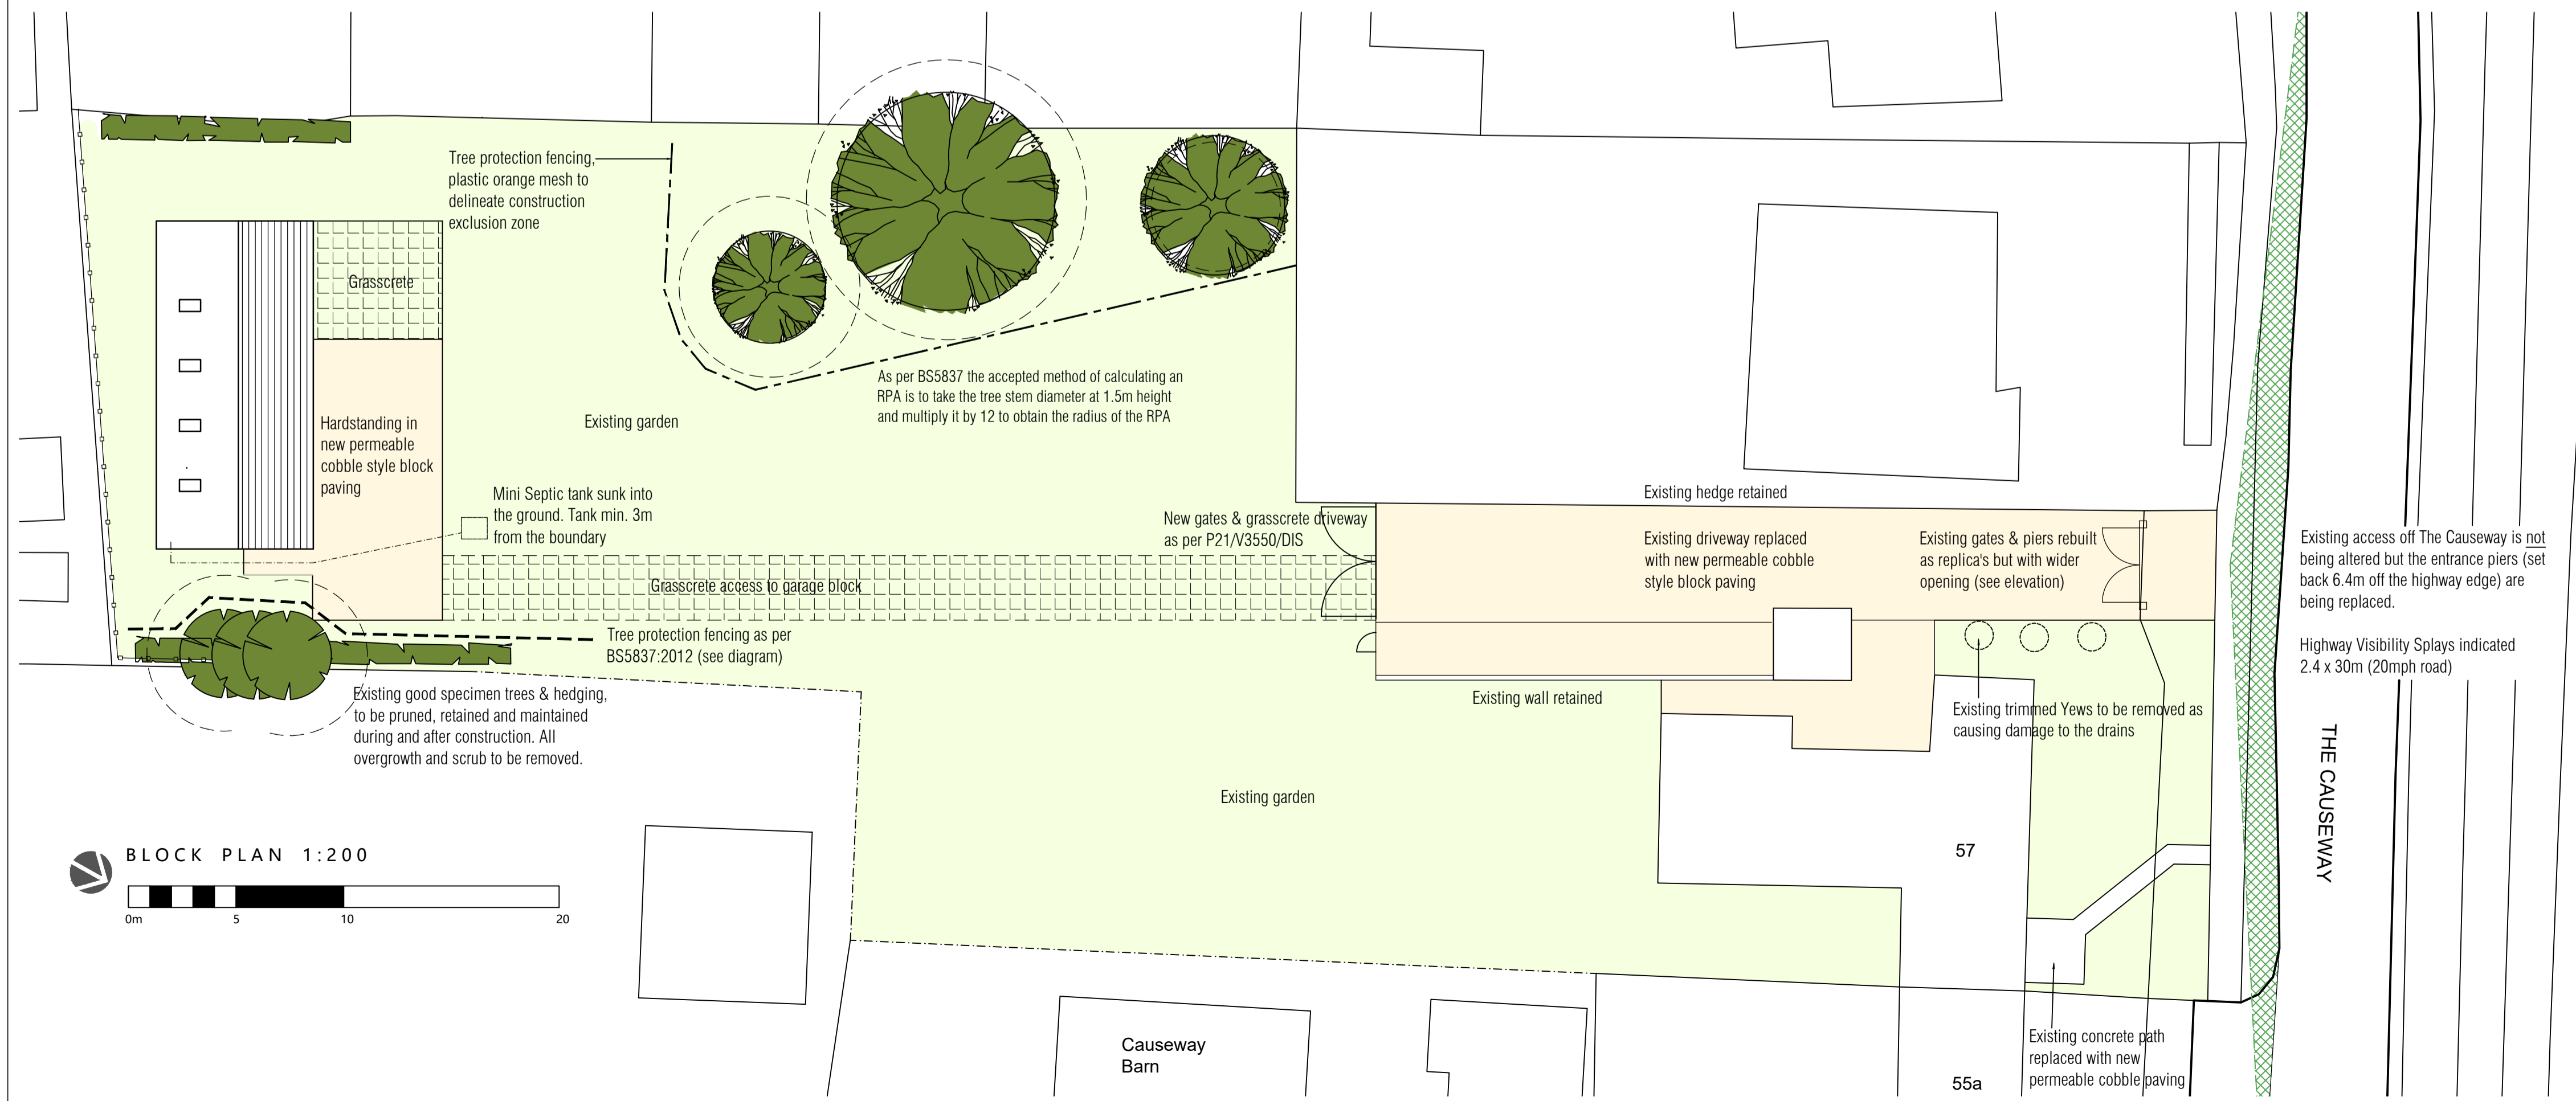 Tree protection fencing,
plastic orange mesh to
delineate construction
exclusion zone
Grasscrete
As per BS5837 the accepted method of calculating an
RPA is to take the tree stem diameter at 1.5m height
and multiply it by 12 to obtain the radius of the RPA
Existing garden
Hardstanding in
new permeable
cobble style block
paving
Mini Septic tank sunk into
the ground. Tank min. 3m
from the boundary
New gates & grasscrete driveway
as per P21/V3550/DIS
Existing hedge retained
Existing driveway replaced
with new permeable cobble
style block paving
Existing gates & piers rebuilt
as replica's but with wider
opening (see elevation)
Existing access off The Causeway is not
being altered but the entrance piers (set
back 6.4m off the highway edge) are
being replaced.
Highway Visibility Splays indicated
2.4 x 30m (20mph road)
Grasscrete access to garage block
Tree protection fencing as per
BS5837:2012 (see diagram)
Existing good specimen trees & hedging,
to be pruned, retained and maintained
during and after construction. All
overgrowth and scrub to be removed.
Existing wall retained
Existing trimmed Yews to be removed as
causing damage to the drains
THE CAUSEWAY
Existing garden
57
BLOCK PLAN 1:200
0m 5 10 20
Causeway
Barn
55a
Existing concrete path
replaced with new
permeable cobble paving